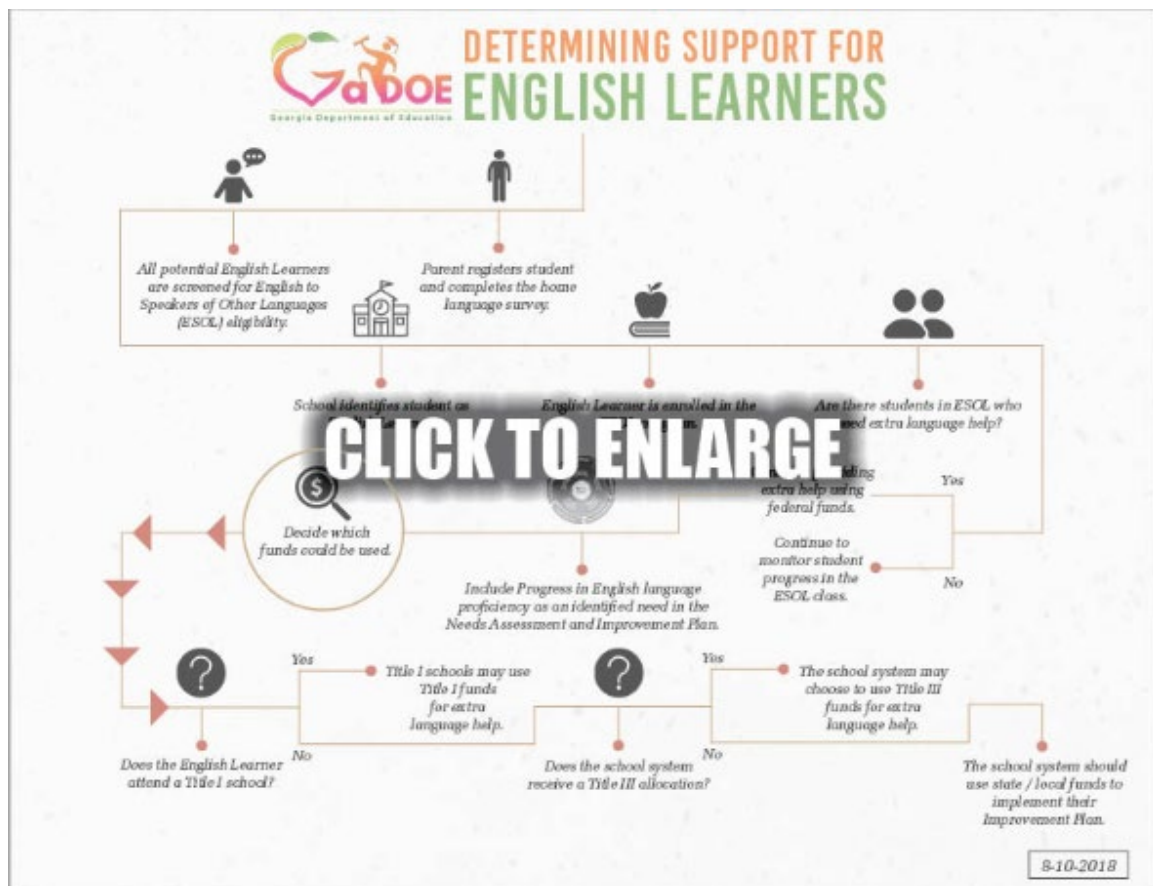 GaDOE
Georgia Department of Education
DETERMINING SUPPORT FOR
ENGLISH LEARNERS
All potential English Learners
are screened for English to
Speakers of Other Languages
(ESOL) eligibility.
Parent registers student
and completes the home
language survey.
School identifies student as
English Learner is enrolled in the
Are there students in ESOL who
need extra language help?
CLICK TO ENLARGE
$
Decide which
funds could be used.
extra help using
federal funds.
Yes
Continue to
monitor student
progress in the
ESOL class.
No
Include Progress in English language
proficiency as an identified need in the
Needs Assessment and Improvement Plan.
?
Does the English Learner
attend a Title I school?
Yes
Title I schools may use
Title I funds
for extra
language help.
No
?
Does the school system
receive a Title III allocation?
Yes
The school system may
choose to use Title III
funds for extra
language help.
No
The school system should
use state / local funds to
implement their
Improvement Plan.
8-10-2018